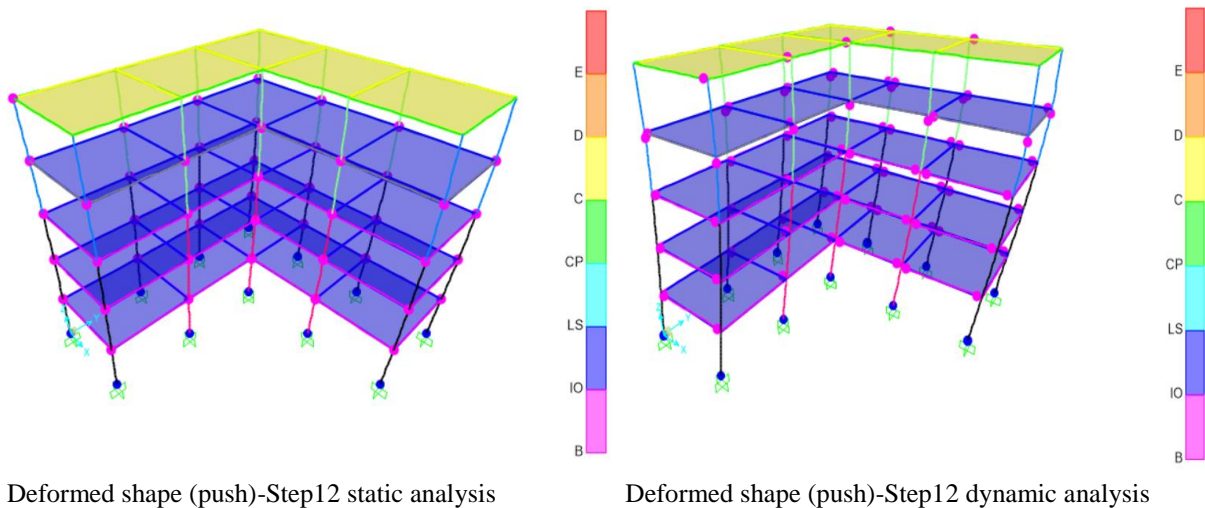 E
D
C
CP
LS
IO
B
Z
Y
X
Deformed shape (push)-Step12 static analysis
E
D
C
CP
LS
IO
B
Z
Y
X
Deformed shape (push)-Step12 dynamic analysis